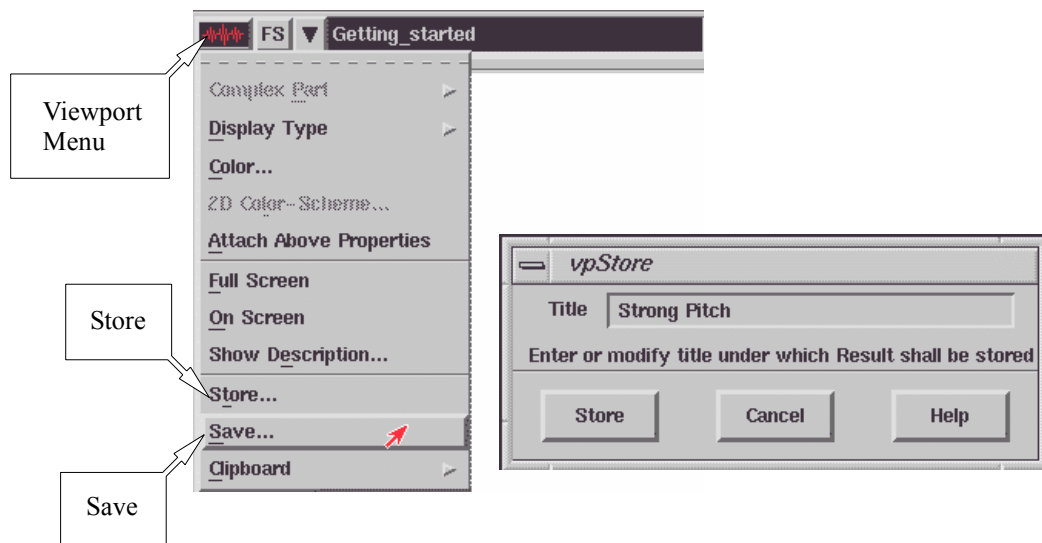 FS ▼ Getting_started
Viewport
Menu
Complex Part
Display Type
Color...
2D Color-Scheme...
Attach Above Properties
Full Screen
On Screen
Show Description...
Store
Store...
Save...
Clipboard
Save
vpStore
Title Strong Pitch
Enter or modify title under which Result shall be stored
Store Cancel Help